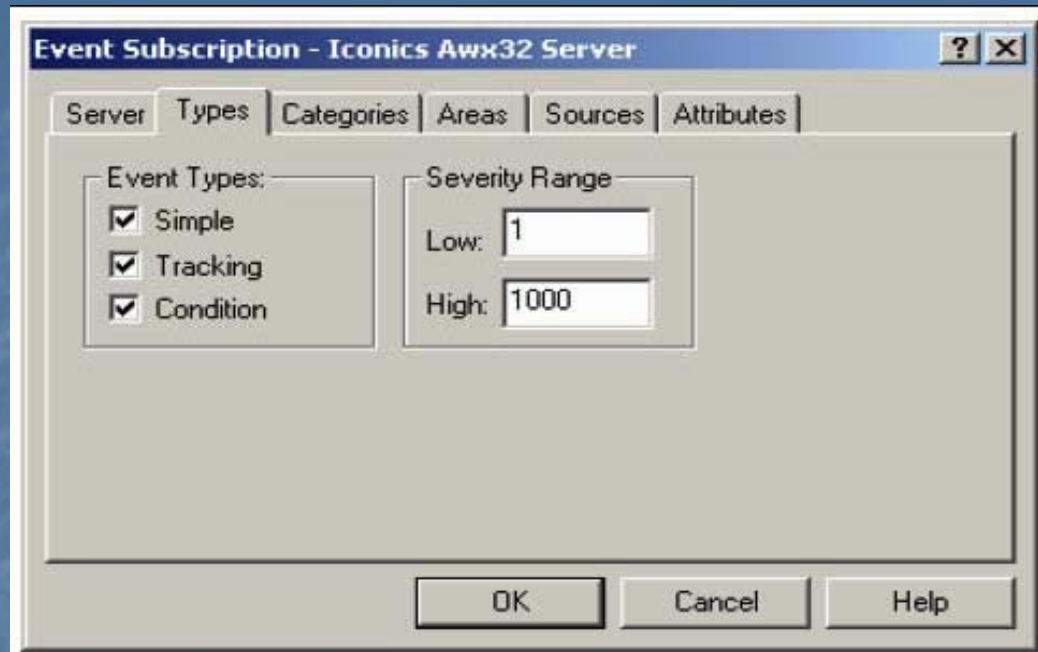 Event Subscription - Iconics Awx32 Server
Server Types Categories Areas Sources Attributes
Event Types:
Simple
Tracking
Condition
Severity Range
Low: 1
High: 1000
OK Cancel Help